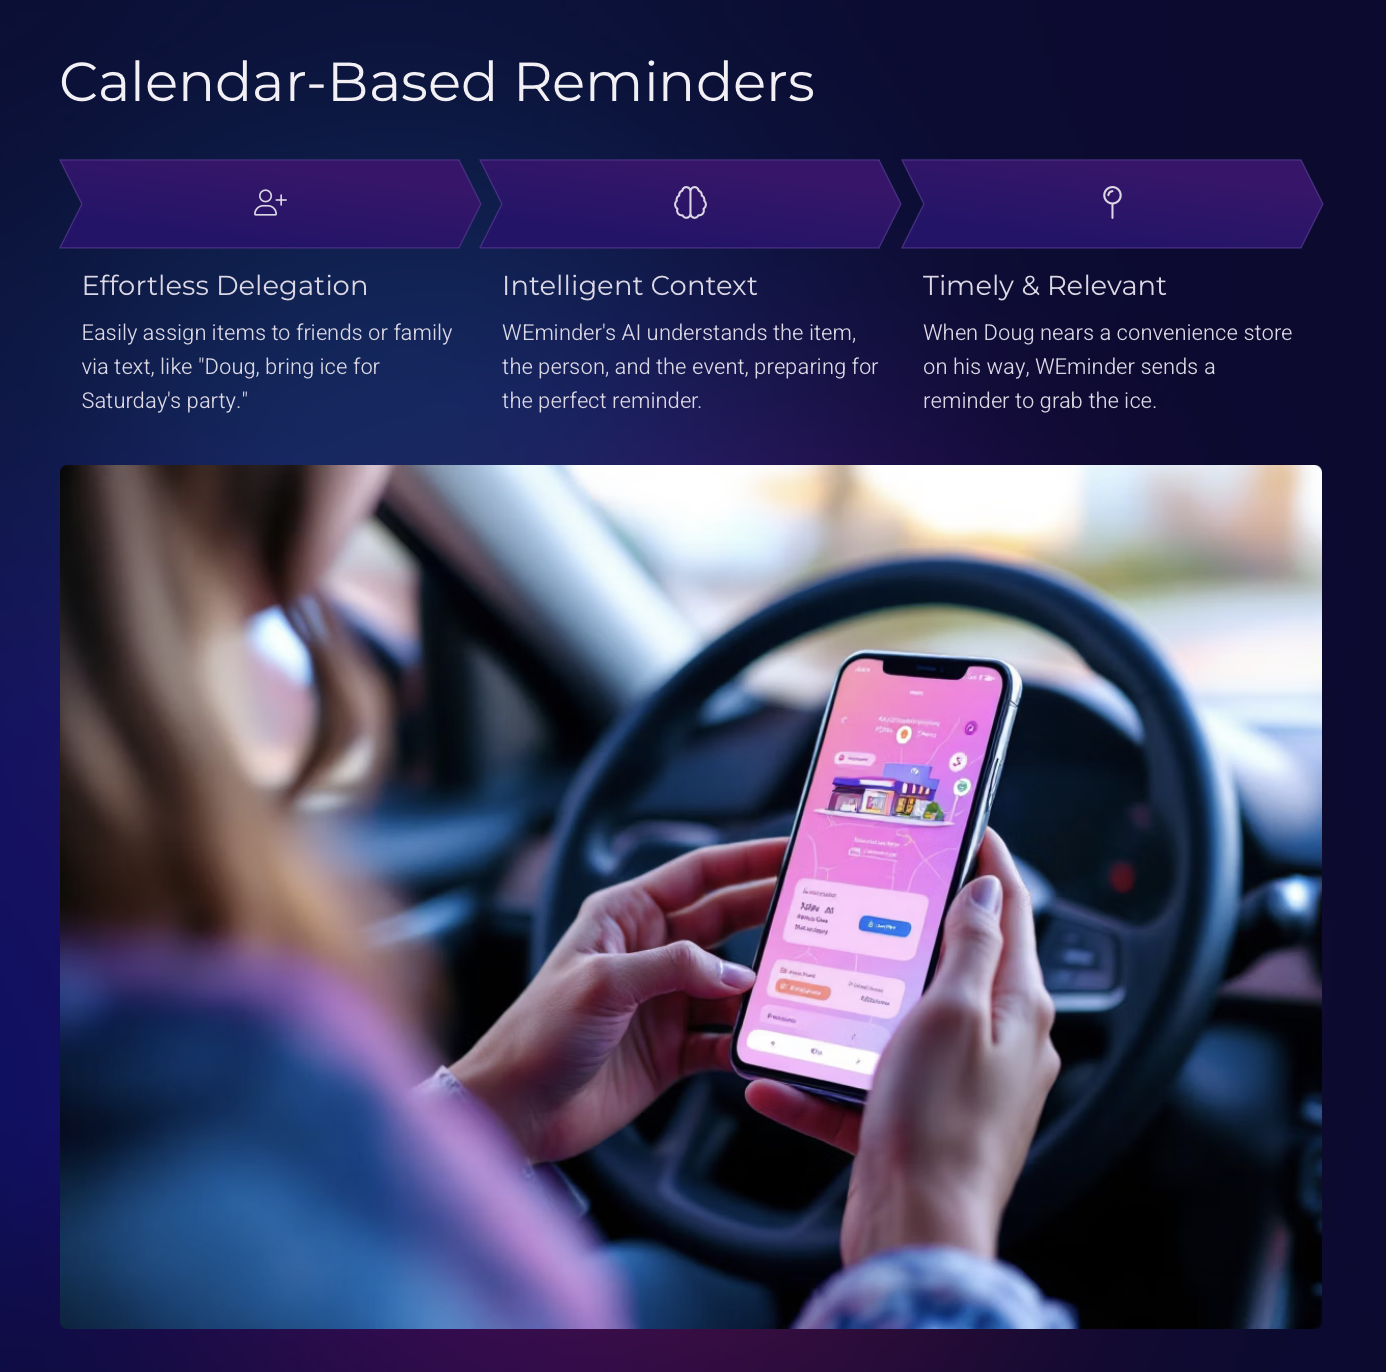 Calendar-Based Reminders
Effortless Delegation
Easily assign items to friends or family
via text, like "Doug, bring ice for
Saturday's party."
Intelligent Context
WEminder's AI understands the item,
the person, and the event, preparing for
the perfect reminder.
Timely & Relevant
When Doug nears a convenience store
on his way, WEminder sends a
reminder to grab the ice.